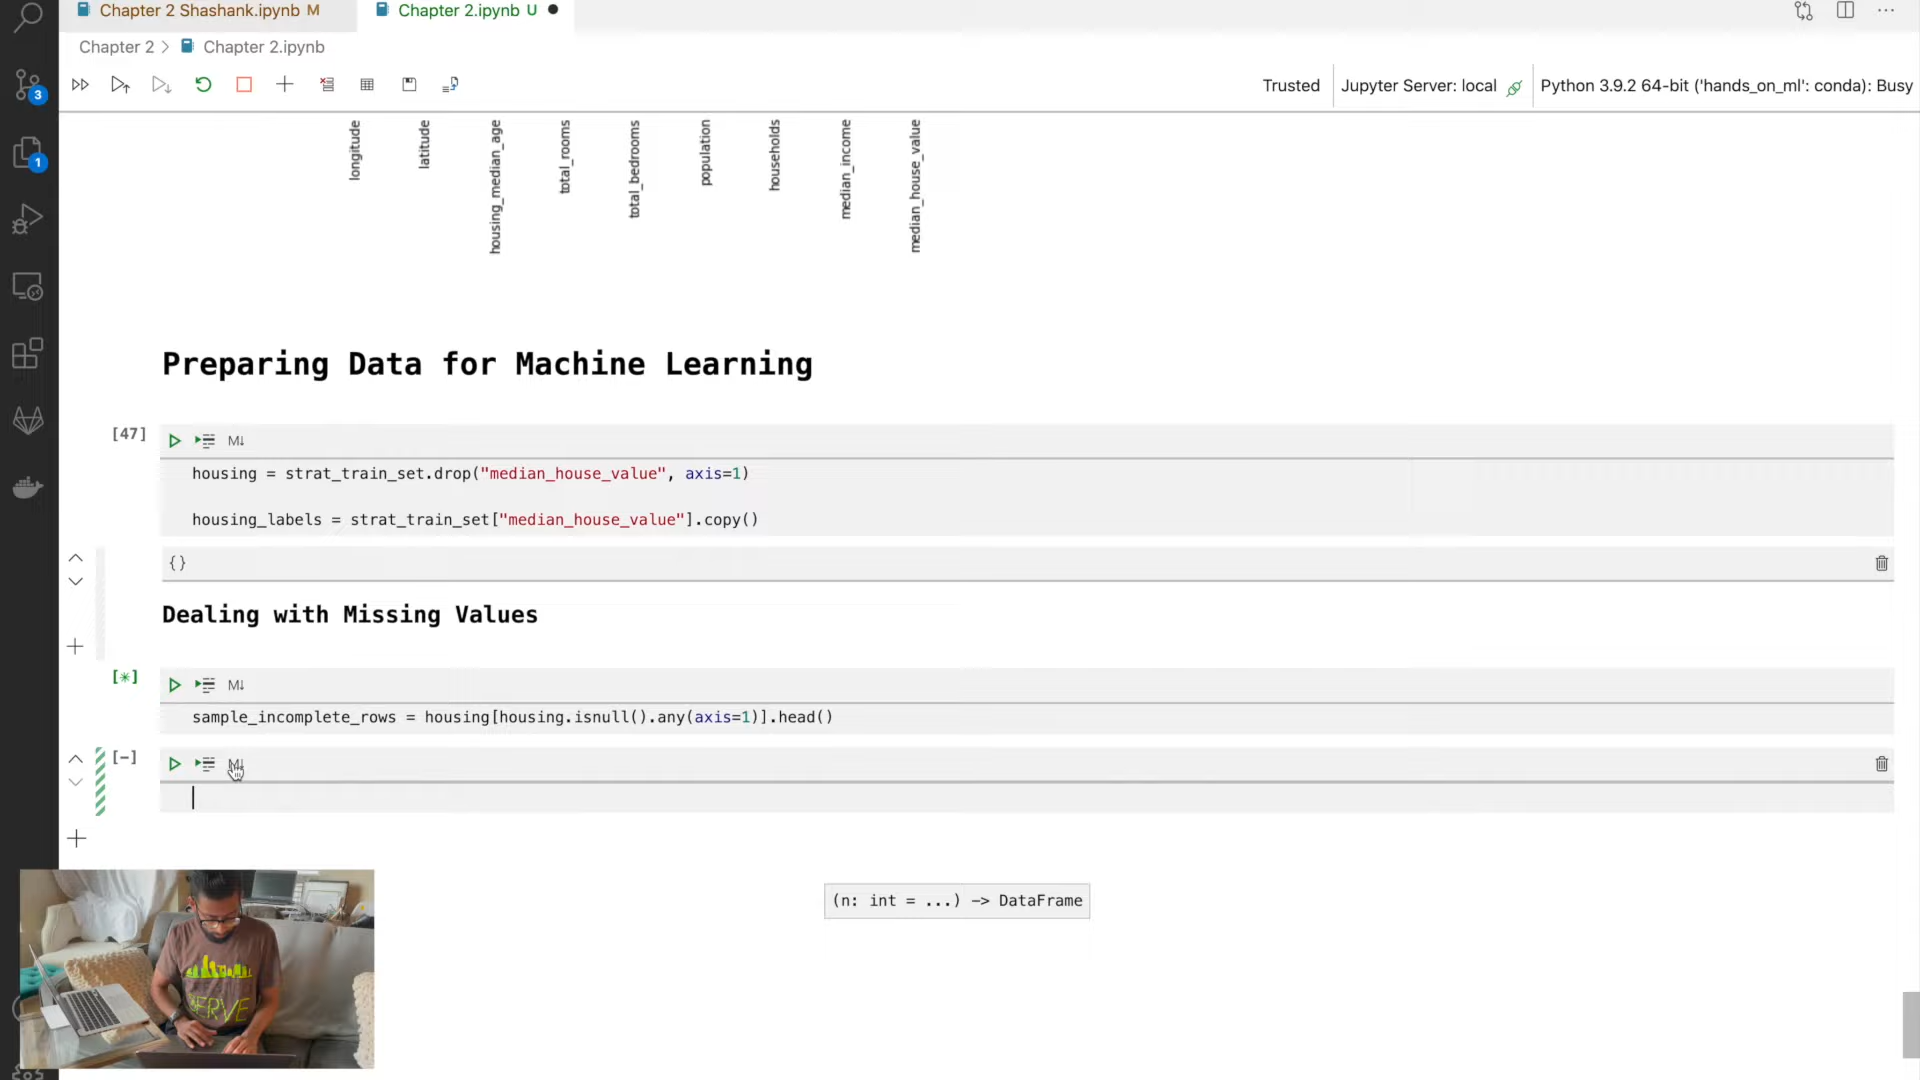 Chapter 2 Shashank.ipynb M
Chapter 2.ipynb U
Chapter 2 > Chapter 2.ipynb
Trusted
Jupyter Server: local
Python 3.9.2 64-bit ('hands_on_ml': conda): Busy
3
1
longitude
latitude
housing_median_age
total_rooms
total_bedrooms
population
households
median_income
median_house_value
Preparing Data for Machine Learning
[47]
M↓
housing = strat_train_set.drop("median_house_value", axis=1)
housing_labels = strat_train_set["median_house_value"].copy()
{}
Dealing with Missing Values
[*]
M↓
sample_incomplete_rows = housing[housing.isnull().any(axis=1)].head()
[-]
M↓
(n: int = ...) -> DataFrame
SERVE